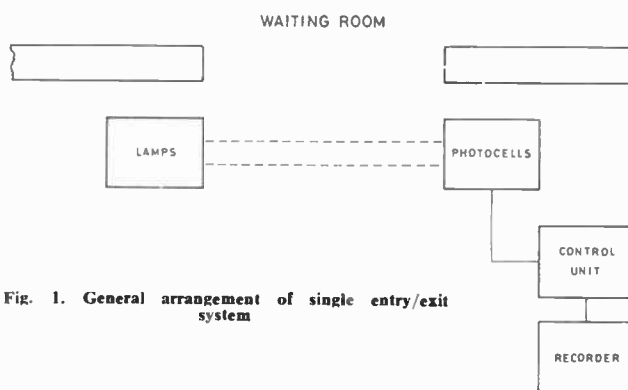 WAITING ROOM
LAMPS
PHOTOCELLS
CONTROL
UNIT
Fig. 1. General arrangement of single entry/exit
system
RECORDER